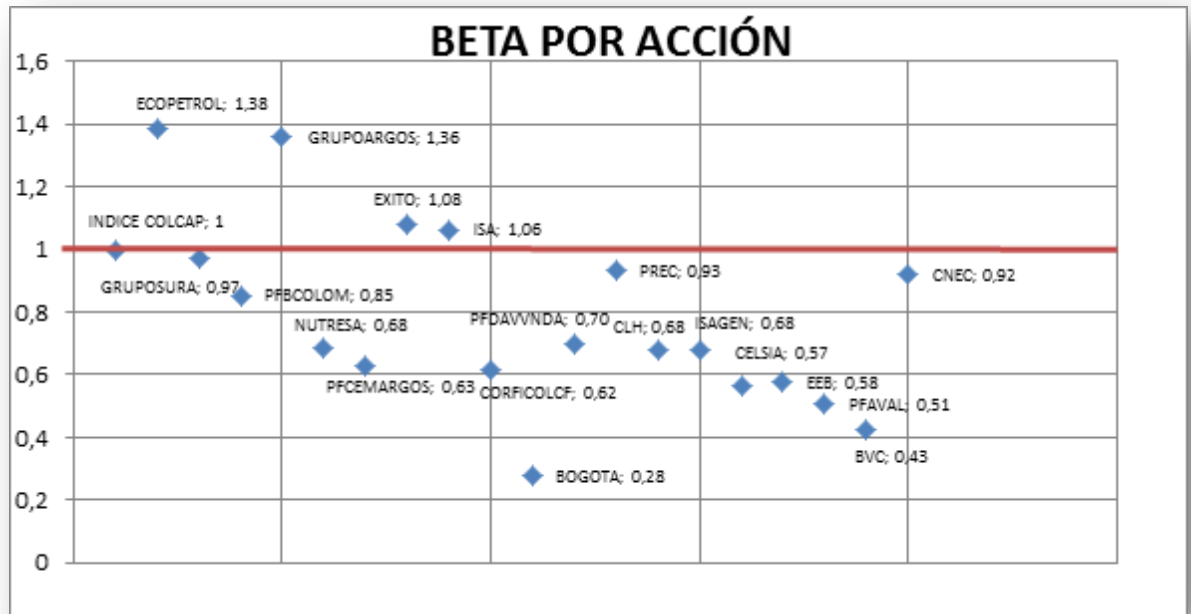 BETA POR ACCIÓN
1,6
ECOPETROL; 1,38
1,4
GRUPOARGOS; 1,36
1,2
EXITO; 1,08
INDICE COLCAP; 1
ISA; 1,06
1
PREC; 0,93
CNEC; 0,92
GRUPOSURA; 0,97
PFBCOLOM; 0,85
0,8
NUTRESA; 0,68
PFDAVVNDA; 0,70
CLH; 0,68
ISAGEN; 0,68
CELSIA; 0,57
0,6
PFCEMARGOS; 0,63
CORFICOLCF; 0,62
EEB; 0,58
PFAVAL; 0,51
0,4
BVC; 0,43
BOGOTA; 0,28
0,2
0